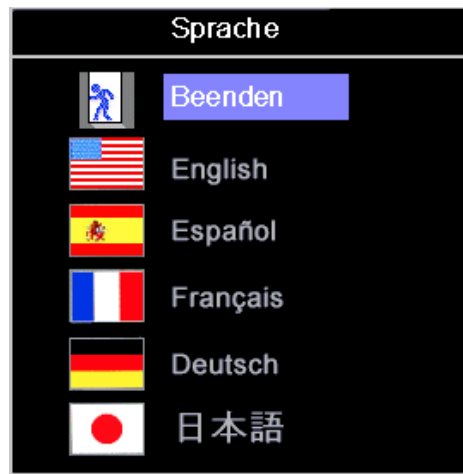 Sprache
Beenden
English
Español
Français
Deutsch
日本語